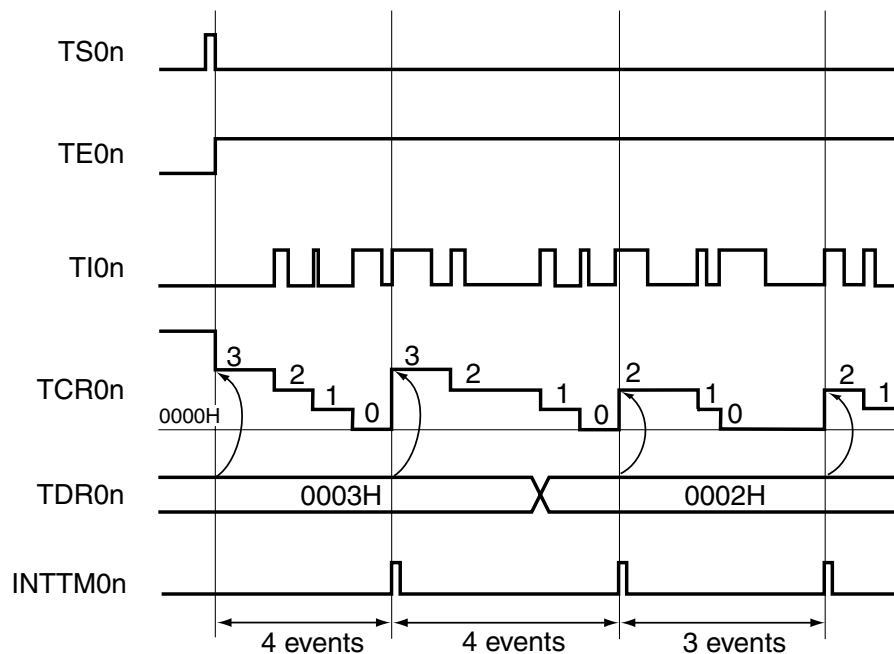 TS0n
TE0n
TI0n
TCR0n
3
2
1
0
3
2
1
0
2
1
0
2
1
0000H
TDR0n
0003H
0002H
INTTM0n
4 events
4 events
3 events